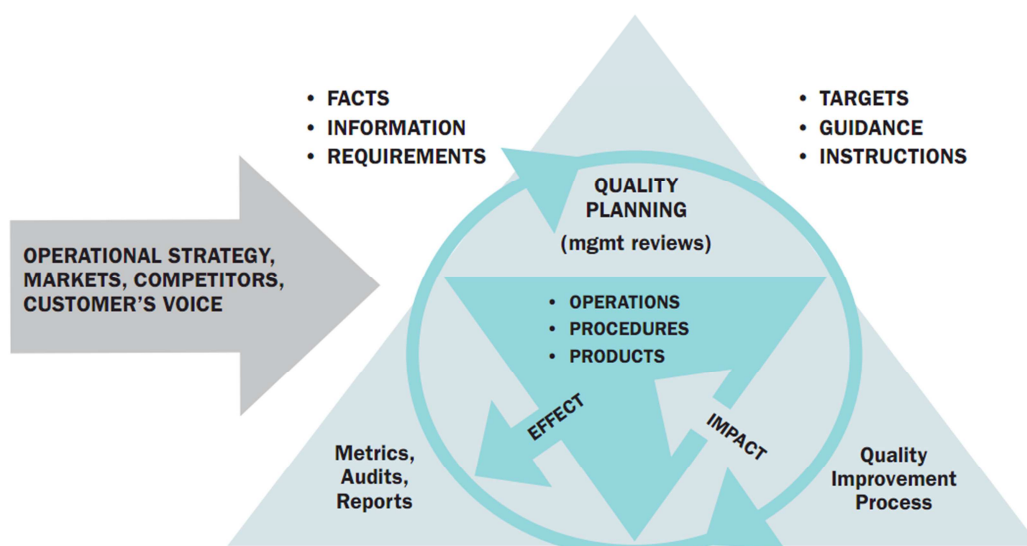 • FACTS
• INFORMATION
• REQUIREMENTS
• TARGETS
• GUIDANCE
• INSTRUCTIONS
OPERATIONAL STRATEGY,
MARKETS, COMPETITORS,
CUSTOMER'S VOICE
QUALITY
PLANNING
(mgmt reviews)
• OPERATIONS
• PROCEDURES
• PRODUCTS
EFFECT
IMPACT
Metrics,
Audits,
Reports
Quality
Improvement
Process